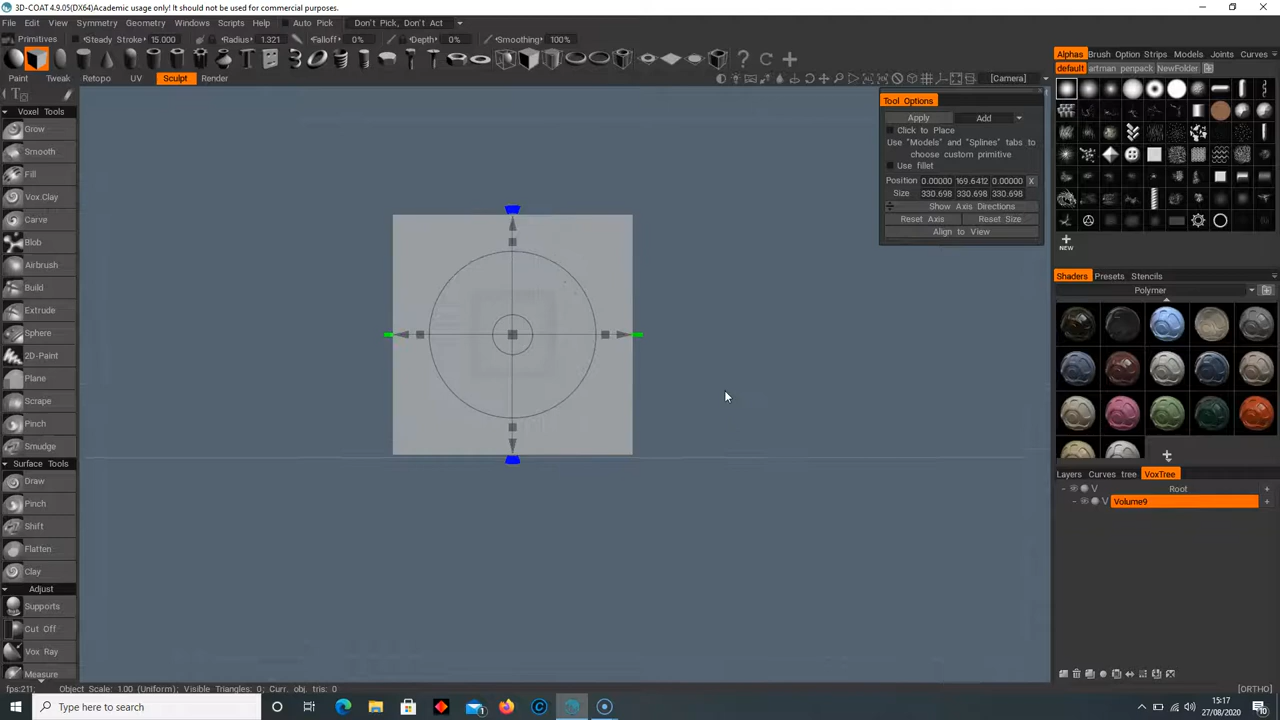 3D-COAT 4.9.05(DX64)Academic usage only! It should not be used for commercial purposes.
File Edit View Symmetry Geometry Windows Scripts Help Auto Pick Don't Pick, Don't Act
Primitives Steady Stroke 15.000 Radius 1.321 Falloff 0% Depth 0% Smoothing 100%
Paint Tweak Retopo UV Sculpt Render [Camera]
Voxel Tools
Grow
Smooth
Fill
Vox.Clay
Carve
Blob
Airbrush
Build
Extrude
Sphere
2D-Paint
Plane
Scrape
Pinch
Smudge
Surface Tools
Draw
Pinch
Shift
Flatten
Clay
Adjust
Supports
Cut Off
Vox Ray
Measure
Tool Options
Apply Add
Click to Place
Use "Models" and "Splines" tabs to
choose custom primitive
Use fillet
Position 0.00000 169.6412 0.00000 X
Size 330.698 330.698 330.698
Show Axis Directions
Reset Axis Reset Size
Align to View
Alphas Brush Option Strips Models Joints Curves
default artman penpack NewFolder
NEW
Shaders Presets Stencils
Polymer
Layers Curves tree VoxTree
V Root
V Volume9
fps:211; Object Scale: 1.00 (Uniform); Visible Triangles: 0; Curr. obj. tris: 0 [ORTHO]
Type here to search
15:17
27/08/2020